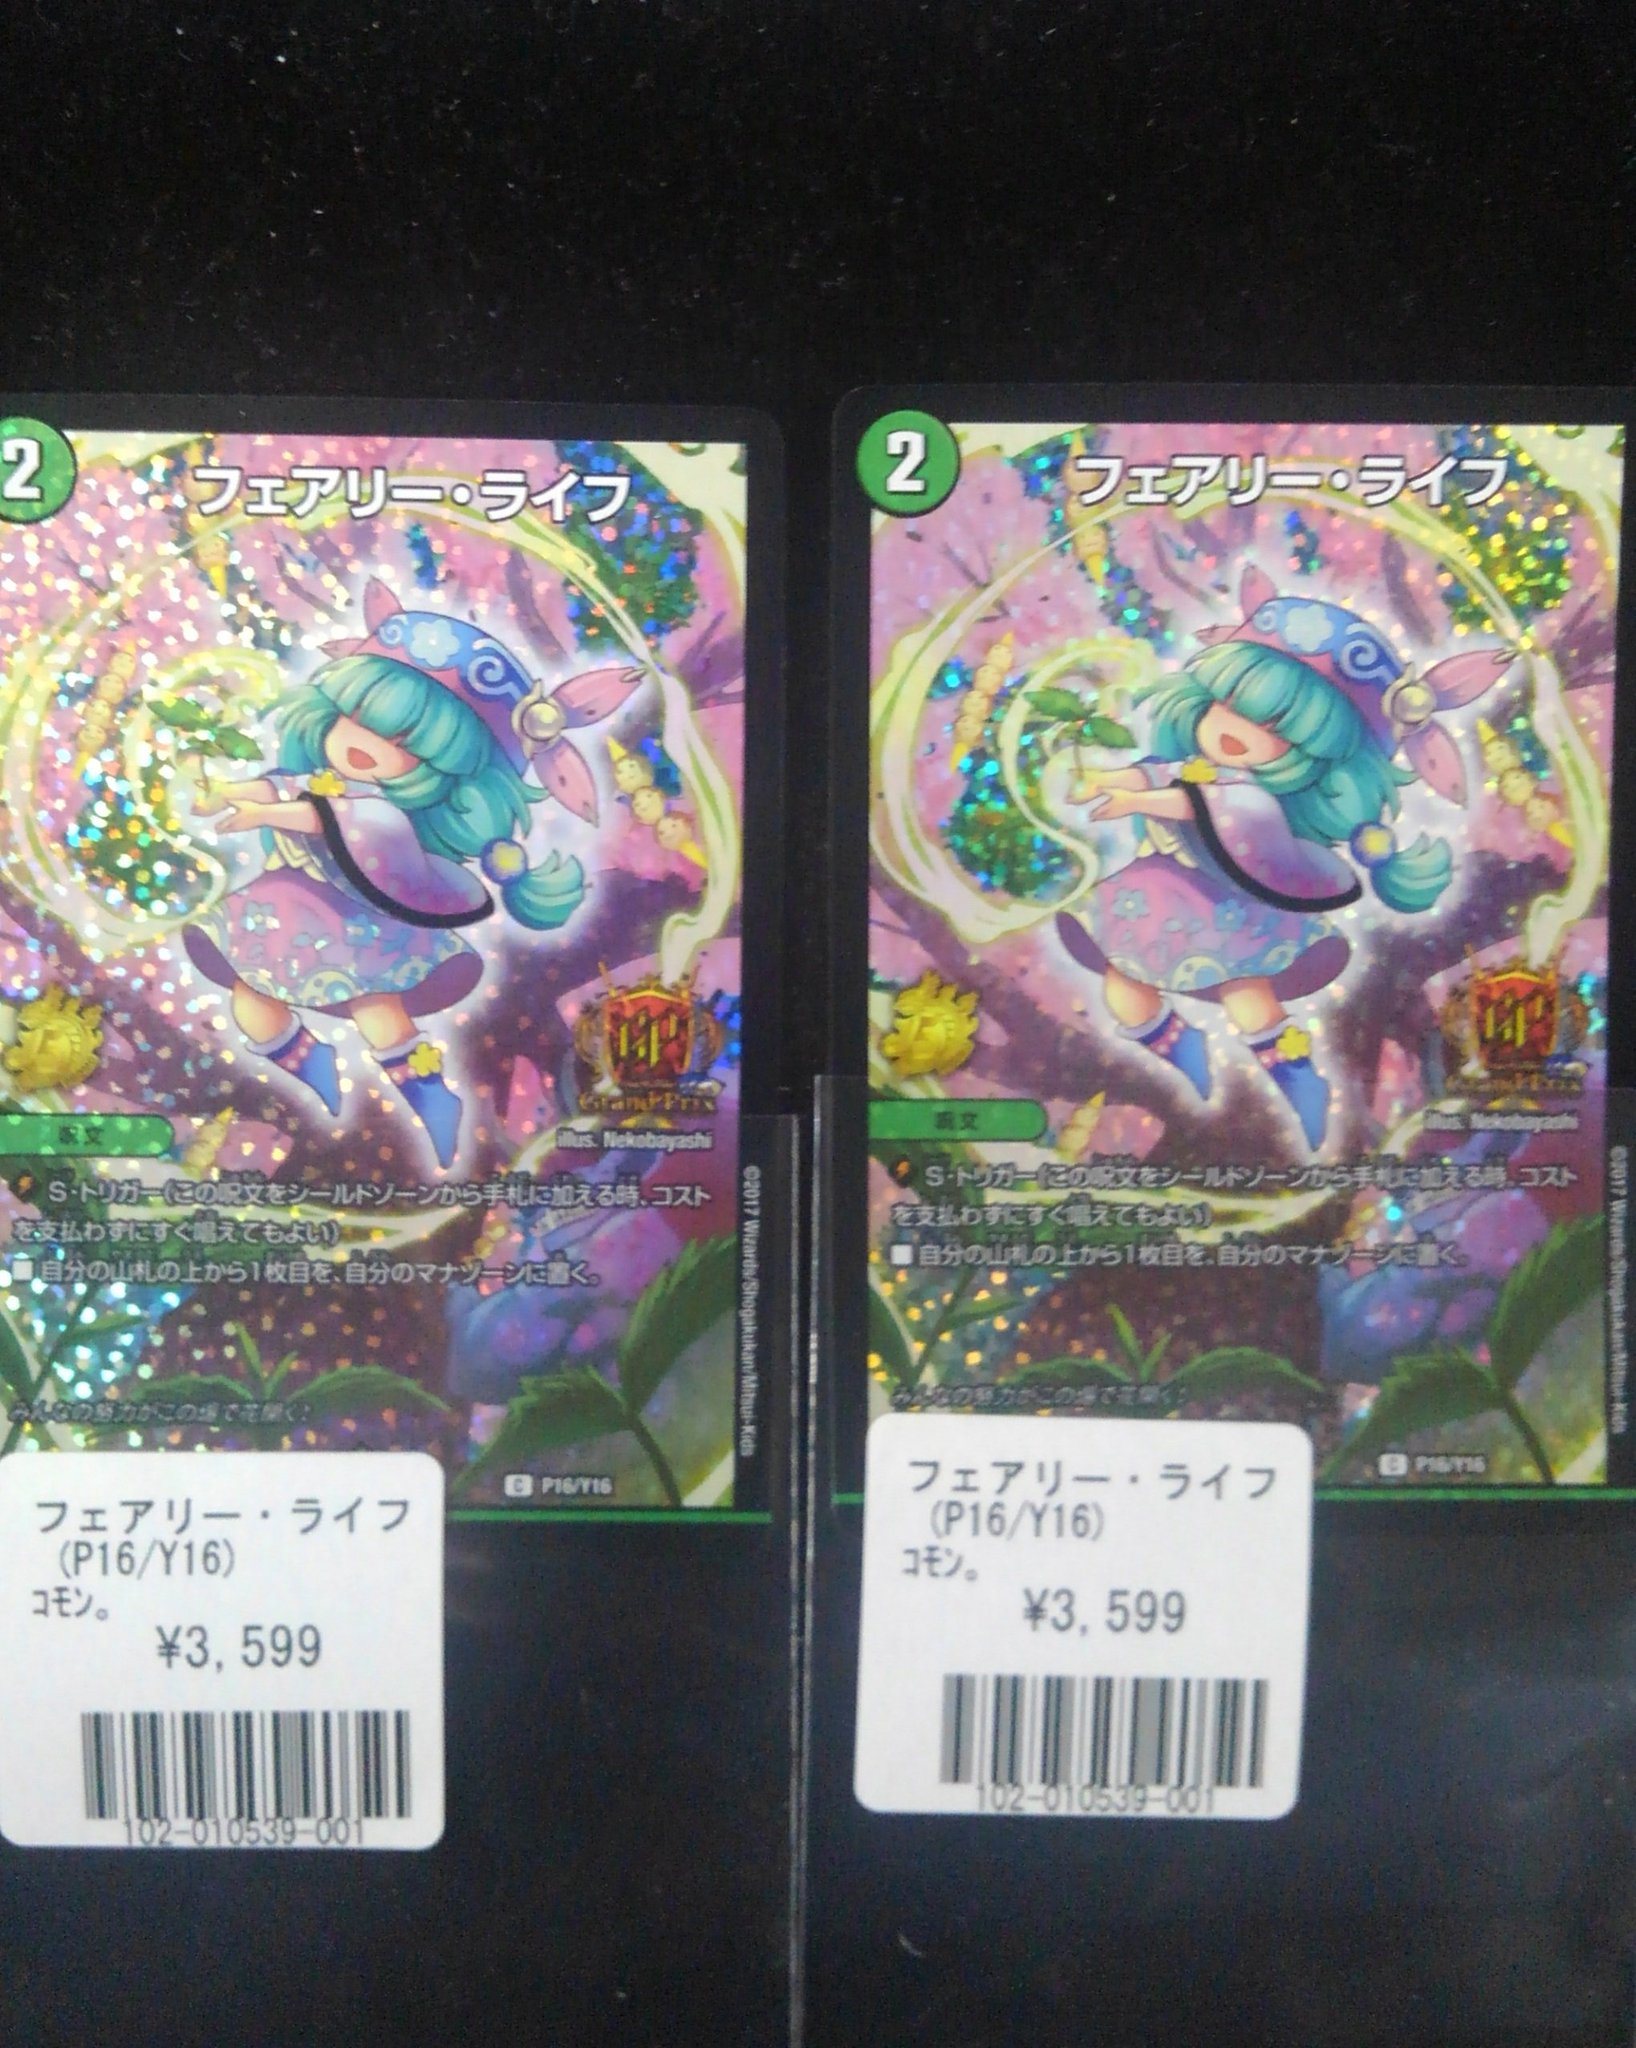 2
フェアリー・ライフ
GP
Grand Prix
呪文
illus. Nekobayashi
S・トリガー(この呪文をシールドゾーンから手札に加える時、コスト
を支払わずにすぐ唱えてもよい)
■ 自分の山札の上から1枚目を、自分のマナゾーンに置く。
みんなの努力がこの場で花開く!
C P16/Y16
©2017 Wizards/Shogakukan/Mitsui-Kids
フェアリー・ライフ
(P16/Y16)
コモン。
¥3,599
102-010539-001
2
フェアリー・ライフ
GP
Grand Prix
呪文
illus. Nekobayashi
S・トリガー(この呪文をシールドゾーンから手札に加える時、コスト
を支払わずにすぐ唱えてもよい)
■ 自分の山札の上から1枚目を、自分のマナゾーンに置く。
みんなの努力がこの場で花開く!
C P16/Y16
©2017 Wizards/Shogakukan/Mitsui-Kids
フェアリー・ライフ
(P16/Y16)
コモン。
¥3,599
102-010539-001